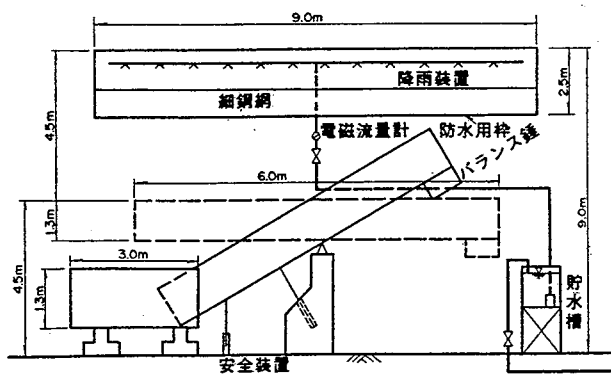 9.0m
降雨装置
2.5m
細鋼網
4.5m
電磁流量計
防水用枠
バランス錘
6.0m
1.3m
9.0m
4.5m
3.0m
1.3m
貯水槽
安全装置